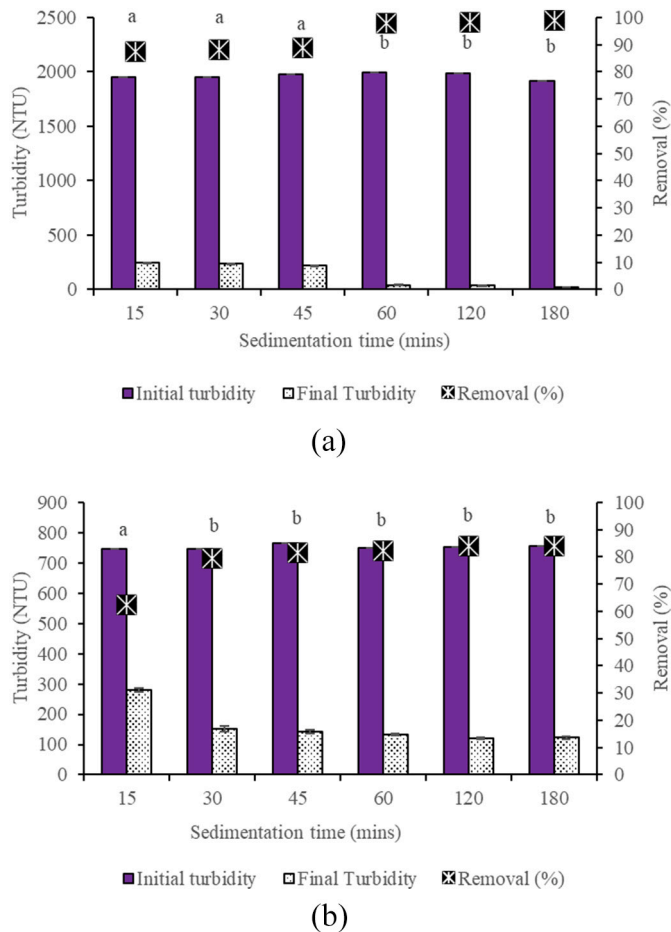 2500
2000
1500
1000
500
0
Turbidity (NTU)
a a a b b b
100
90
80
70
60
50
40
30
20
10
0
Removal (%)
15 30 45 60 120 180
Sedimentation time (mins)
Initial turbidity Final Turbidity Removal (%)
(a)
900
800
700
600
500
400
300
200
100
0
Turbidity (NTU)
a b b b b b
100
90
80
70
60
50
40
30
20
10
0
Removal (%)
15 30 45 60 120 180
Sedimentation time (mins)
Initial turbidity Final Turbidity Removal (%)
(b)